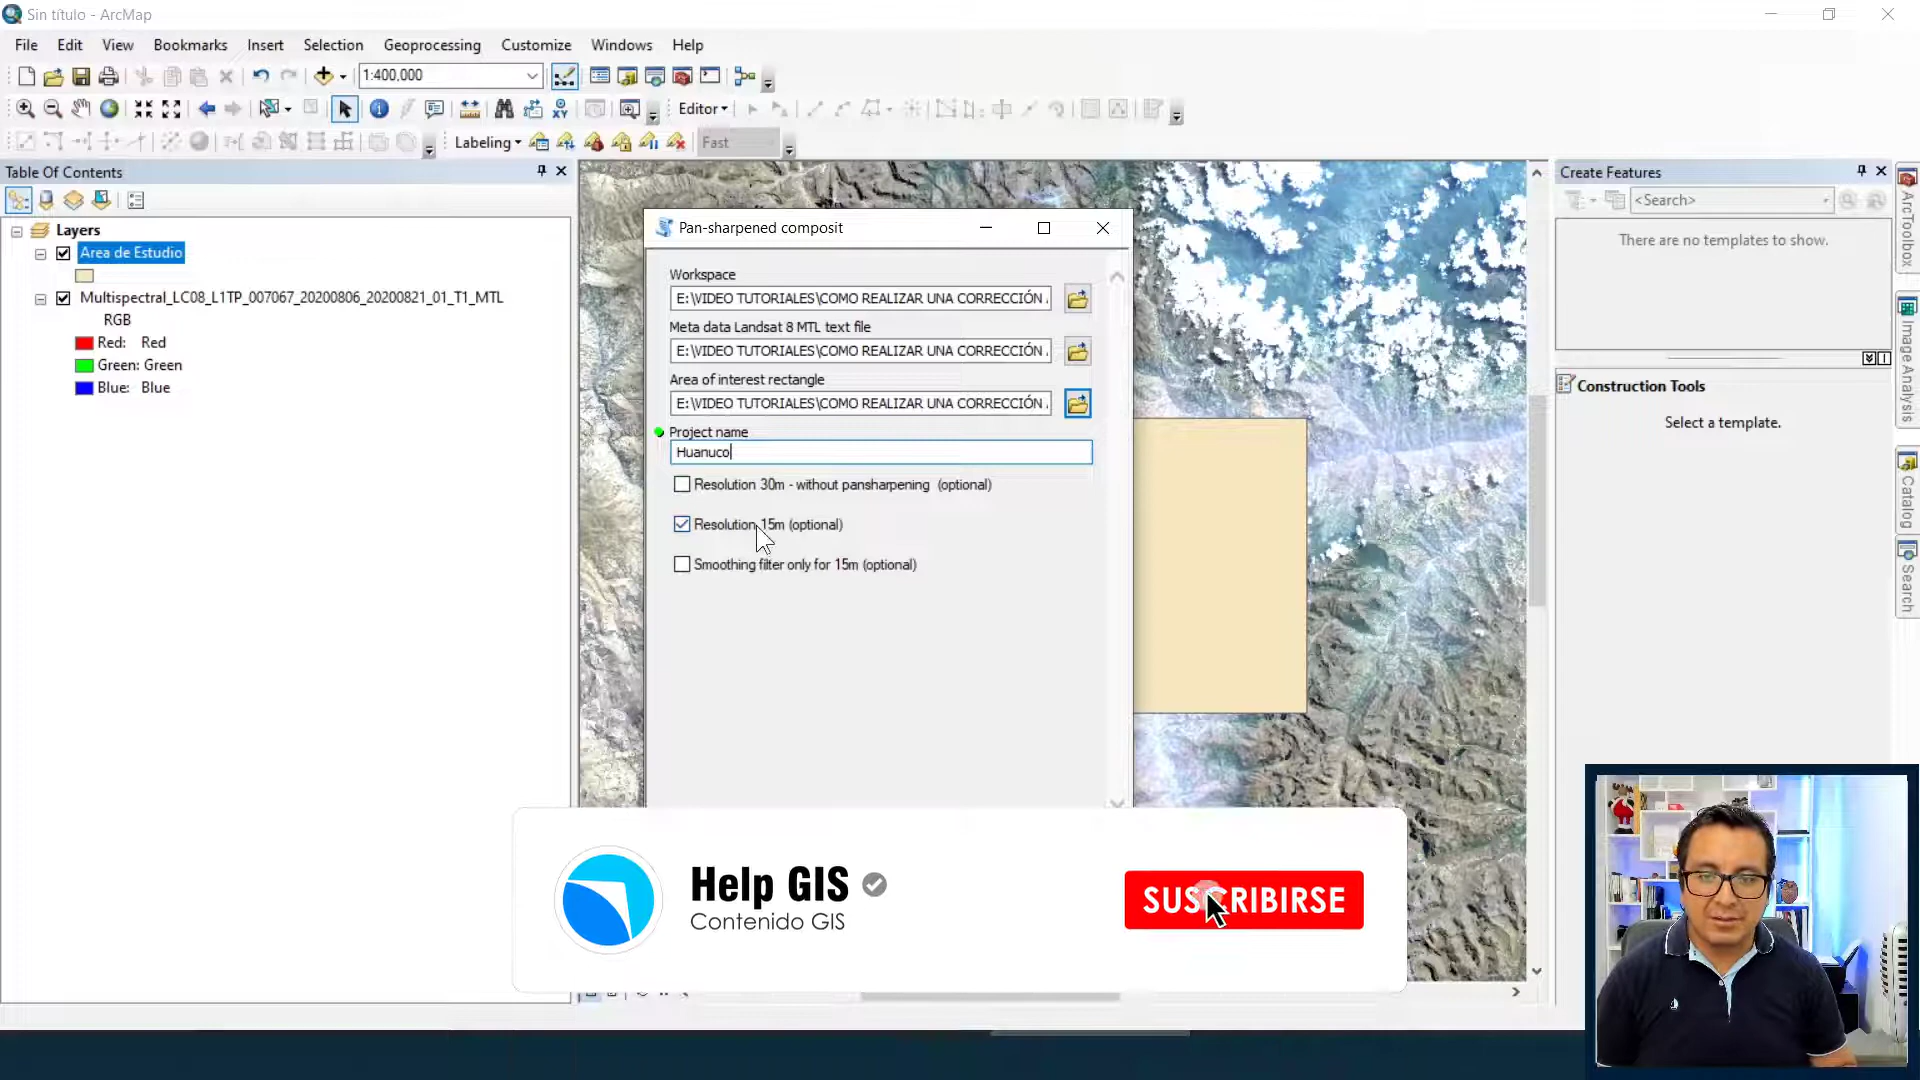 Sin título - ArcMap
File Edit View Bookmarks Insert Selection Geoprocessing Customize Windows Help
1:400,000
Editor
Labeling Fast
Table Of Contents
Layers
Area de Estudio
Multispectral_LC08_L1TP_007067_20200806_20200821_01_T1_MTL
RGB
Red: Red
Green: Green
Blue: Blue
Pan-sharpened composit
Workspace
E:\VIDEO TUTORIALES\COMO REALIZAR UNA CORRECCIÓN
Meta data Landsat 8 MTL text file
E:\VIDEO TUTORIALES\COMO REALIZAR UNA CORRECCIÓN
Area of interest rectangle
E:\VIDEO TUTORIALES\COMO REALIZAR UNA CORRECCIÓN
Project name
Huanuco
Resolution 30m - without pansharpening (optional)
Resolution 15m (optional)
Smoothing filter only for 15m (optional)
Create Features
<Search>
There are no templates to show.
Construction Tools
Select a template.
ArcToolbox
Image Analysis
Catalog
Search
Help GIS
Contenido GIS
SUSCRIBIRSE